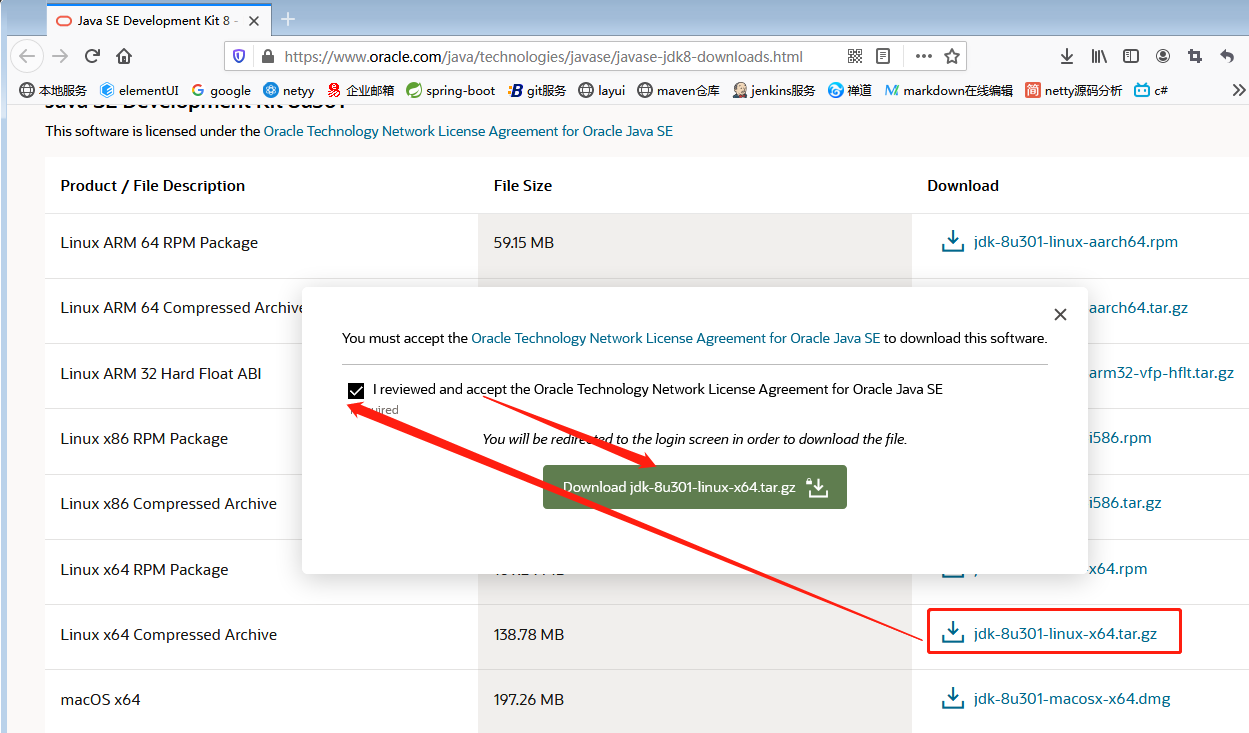 Java SE Development Kit 8 -
https://www.oracle.com/java/technologies/javase/javase-jdk8-downloads.html
本地服务 elementUI google netyy 企业邮箱 spring-boot git服务 layui maven仓库 jenkins服务 禅道 markdown在线编辑 netty源码分析 c#
Java SE Development Kit 8u301
This software is licensed under the Oracle Technology Network License Agreement for Oracle Java SE
Product / File Description File Size Download
Linux ARM 64 RPM Package 59.15 MB jdk-8u301-linux-aarch64.rpm
Linux ARM 64 Compressed Archive aarch64.tar.gz
You must accept the Oracle Technology Network License Agreement for Oracle Java SE to download this software.
Linux ARM 32 Hard Float ABI arm32-vfp-hflt.tar.gz
I reviewed and accept the Oracle Technology Network License Agreement for Oracle Java SE
Required
Linux x86 RPM Package i586.rpm
You will be redirected to the login screen in order to download the file.
Download jdk-8u301-linux-x64.tar.gz
Linux x86 Compressed Archive i586.tar.gz
Linux x64 RPM Package x64.rpm
Linux x64 Compressed Archive 138.78 MB jdk-8u301-linux-x64.tar.gz
macOS x64 197.26 MB jdk-8u301-macosx-x64.dmg